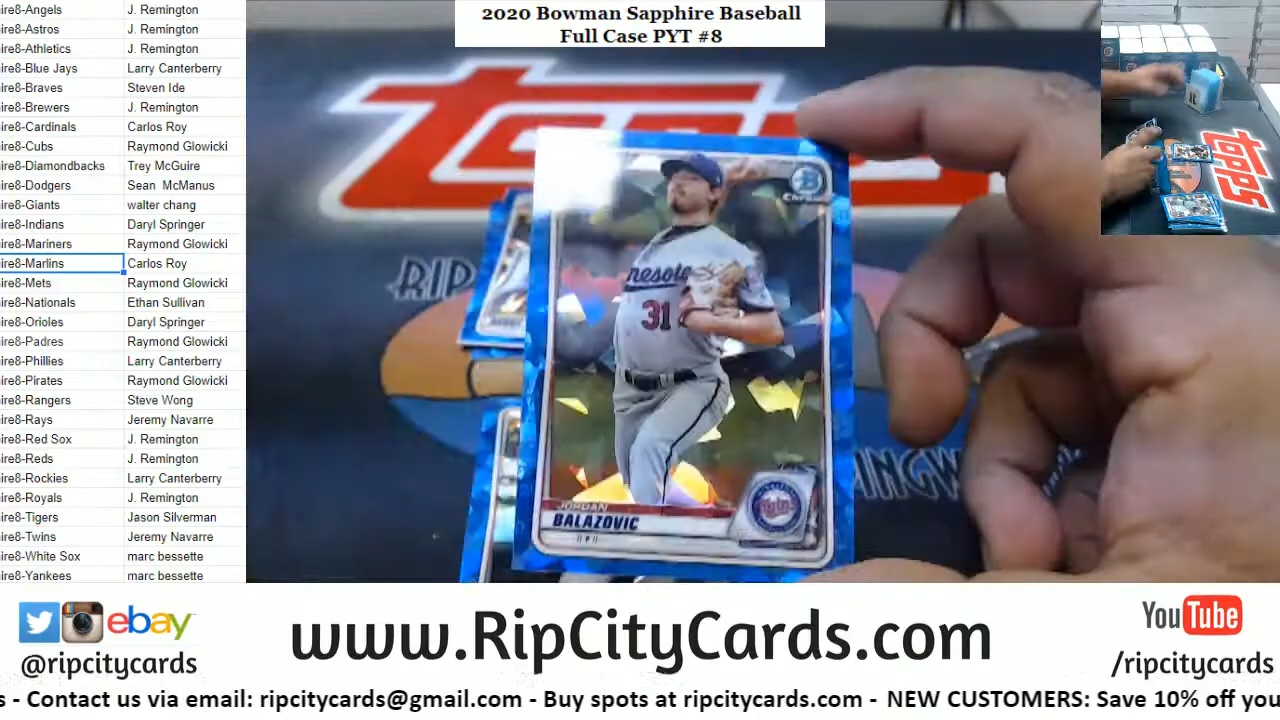 2020 Bowman Sapphire Baseball
Full Case PYT #8
ire8-Angels J. Remington
ire8-Astros J. Remington
ire8-Athletics J. Remington
ire8-Blue Jays Larry Canterberry
ire8-Braves Steven Ide
ire8-Brewers J. Remington
ire8-Cardinals Carlos Roy
ire8-Cubs Raymond Glowicki
ire8-Diamondbacks Trey McGuire
ire8-Dodgers Sean McManus
ire8-Giants walter chang
ire8-Indians Daryl Springer
ire8-Mariners Raymond Glowicki
ire8-Marlins Carlos Roy
ire8-Mets Raymond Glowicki
ire8-Nationals Ethan Sullivan
ire8-Orioles Daryl Springer
ire8-Padres Raymond Glowicki
ire8-Phillies Larry Canterberry
ire8-Pirates Raymond Glowicki
ire8-Rangers Steve Wong
ire8-Rays Jeremy Navarre
ire8-Red Sox J. Remington
ire8-Reds J. Remington
ire8-Rockies Larry Canterberry
ire8-Royals J. Remington
ire8-Tigers Jason Silverman
ire8-Twins Jeremy Navarre
ire8-White Sox marc bessette
ire8-Yankees marc bessette
topps
topps
RIP
B
Chrome
nesota
31
JORDAN
BALAZOVIC
Twins
INGW
ebay
@ripcitycards
www.RipCityCards.com
YouTube
/ripcitycards
s - Contact us via email: ripcitycards@gmail.com - Buy spots at ripcitycards.com - NEW CUSTOMERS: Save 10% off you